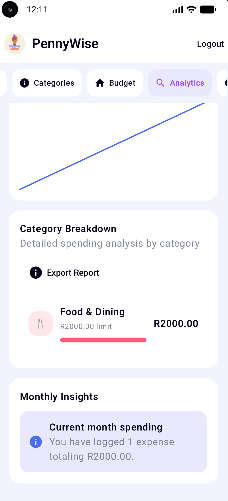 12:11
PennyWise
Logout
Categories
Budget
Analytics
Category Breakdown
Detailed spending analysis by category
Export Report
Food & Dining
R2000.00 limit
R2000.00
Monthly Insights
Current month spending
You have logged 1 expense
totaling R2000.00.